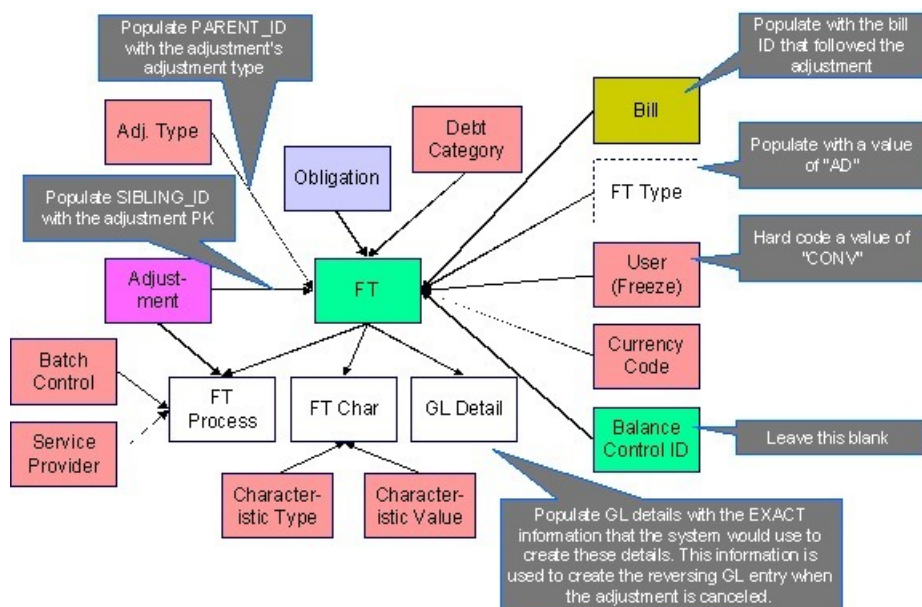 Populate PARENT_ID
with the adjustment's
adjustment type
Populate with the bill
ID that followed the
adjustment
Adj. Type
Debt
Category
Bill
Obligation
Populate with a value
of "AD"
FT Type
Populate SIBLING_ID
with the adjustment PK
Hard code a value of
"CONV"
Adjust-
ment
FT
User
(Freeze)
Currency
Code
Batch
Control
FT
Process
FT Char
GL Detail
Service
Provider
Balance
Control ID
Leave this blank
Character-
istic Type
Character-
istic Value
Populate GL details with the EXACT
information that the system would use to
create these details. This information is
used to create the reversing GL entry when
the adjustment is canceled.